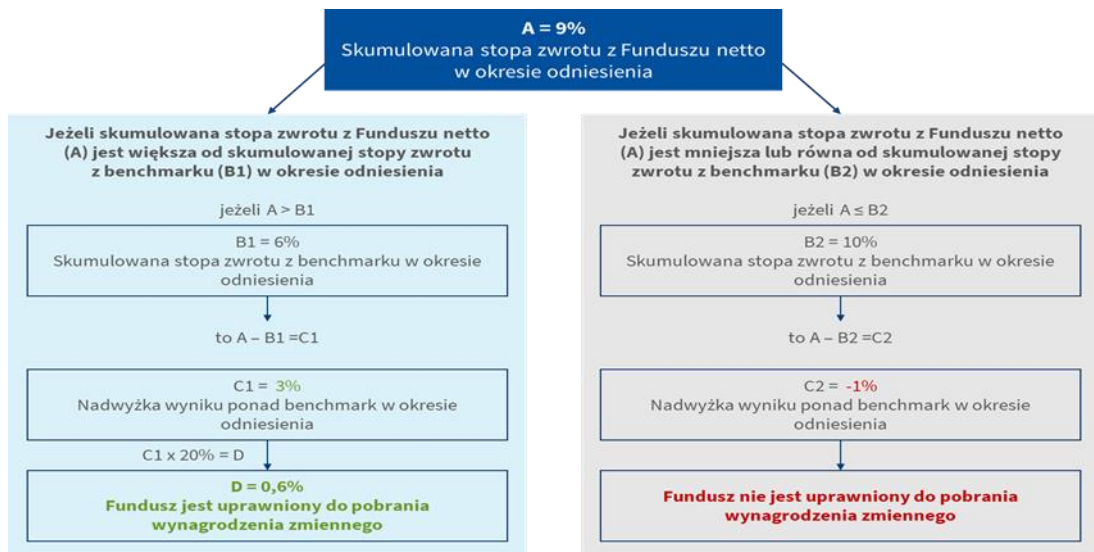 A = 9%
Skumulowana stopa zwrotu z Funduszu netto
w okresie odniesienia
Jeżeli skumulowana stopa zwrotu z Funduszu netto
(A) jest większa od skumulowanej stopy zwrotu
z benchmarku (B1) w okresie odniesienia
jeżeli A > B1
B1 = 6%
Skumulowana stopa zwrotu z benchmarku w okresie
odniesienia
to A – B1 =C1
C1 = 3%
Nadwyżka wyniku ponad benchmark w okresie
odniesienia
C1 x 20% = D
D = 0,6%
Fundusz jest uprawniony do pobrania
wynagrodzenia zmiennego
Jeżeli skumulowana stopa zwrotu z Funduszu netto
(A) jest mniejsza lub równa od skumulowanej stopy
zwrotu z benchmarku (B2) w okresie odniesienia
jeżeli A ≤ B2
B2 = 10%
Skumulowana stopa zwrotu z benchmarku w okresie
odniesienia
to A – B2 =C2
C2 = -1%
Nadwyżka wyniku ponad benchmark w okresie
odniesienia
Fundusz nie jest uprawniony do pobrania
wynagrodzenia zmiennego